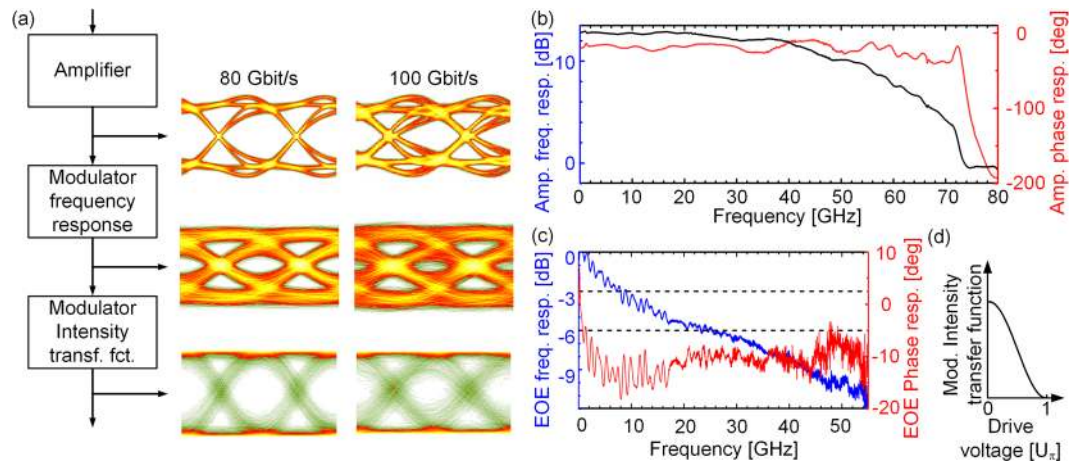 (a)
Amplifier
80 Gbit/s
100 Gbit/s
Modulator
frequency
response
Modulator
Intensity
transf. fct.
(b)
Amp. freq. resp. [dB]
12
0
0
-100
-200
Amp. phase resp. [deg]
0 10 20 30 40 50 60 70 80
Frequency [GHz]
(c)
EOE freq. resp. [dB]
0
-3
-6
-9
10
0
-10
-20
EOE Phase resp. [deg]
0 10 20 30 40 50
Frequency [GHz]
(d)
Mod. Intensity
transfer function
0 1
Drive
voltage [Uπ]